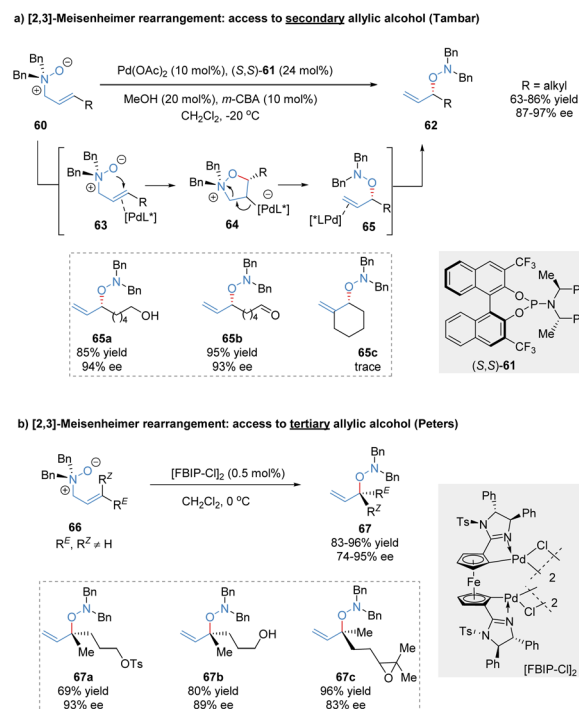 a) [2,3]-Meisenheimer rearrangement: access to secondary allylic alcohol (Tambar)
Bn
Bn
N
O
⊖
⊕
R
60
Pd(OAc)2 (10 mol%), (S,S)-61 (24 mol%)
MeOH (20 mol%), m-CBA (10 mol%)
CH2Cl2, -20 °C
Bn
N
Bn
O
R
62
R = alkyl
63-86% yield
87-97% ee
Bn
Bn
N
O
⊖
⊕
R
[PdL*]
63
Bn
Bn
N
O
R
⊕
⊖
[PdL*]
64
Bn
N
Bn
O
R
[*LPd]
65
Bn
N
Bn
O
( )4
OH
65a
85% yield
94% ee
Bn
N
Bn
O
( )4
O
65b
95% yield
93% ee
Bn
N
Bn
O
65c
trace
CF3
O
P
N
O
Me
P
Me
P
CF3
(S,S)-61
b) [2,3]-Meisenheimer rearrangement: access to tertiary allylic alcohol (Peters)
Bn
Bn
N
O
⊖
⊕
RZ
RE
66
RE, RZ ≠ H
[FBIP-Cl]2 (0.5 mol%)
CH2Cl2, 0 °C
Bn
N
Bn
O
RE
RZ
67
83-96% yield
74-95% ee
Bn
N
Bn
O
Me
OTs
67a
69% yield
93% ee
Bn
N
Bn
O
Me
OH
67b
80% yield
89% ee
Bn
N
Bn
O
Me
Me
O
Me
67c
96% yield
83% ee
Ph
Ts
N
Ph
N
Cl
Pd
2
Fe
Pd
Cl
2
Ts
N
N
Ph
Ph
[FBIP-Cl]2